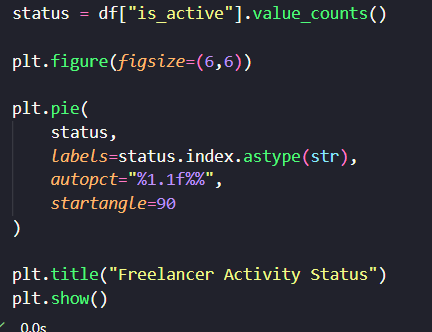 status = df["is_active"].value_counts()
plt.figure(figsize=(6,6))
plt.pie(
    status,
    labels=status.index.astype(str),
    autopct="%1.1f%%",
    startangle=90
)
plt.title("Freelancer Activity Status")
plt.show()
0.0s